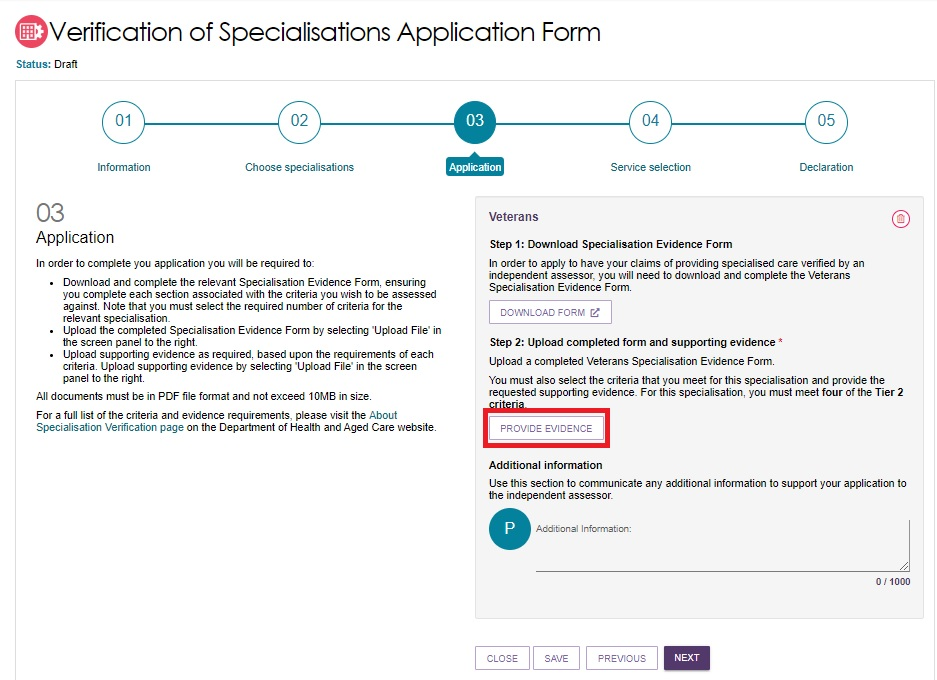 Verification of Specialisations Application Form
Status: Draft
01
02
03
04
05
Information
Choose specialisations
Application
Service selection
Declaration
03
Application
In order to complete you application you will be required to:
• Download and complete the relevant Specialisation Evidence Form, ensuring
you complete each section associated with the criteria you wish to be assessed
against. Note that you must select the required number of criteria for the
relevant specialisation.
• Upload the completed Specialisation Evidence Form by selecting 'Upload File' in
the screen panel to the right.
• Upload supporting evidence as required, based upon the requirements of each
criteria. Upload supporting evidence by selecting 'Upload File' in the screen
panel to the right.
All documents must be in PDF file format and not exceed 10MB in size.
For a full list of the criteria and evidence requirements, please visit the About
Specialisation Verification page on the Department of Health and Aged Care website.
Veterans
Step 1: Download Specialisation Evidence Form
In order to apply to have your claims of providing specialised care verified by an
independent assessor, you will need to download and complete the Veterans
Specialisation Evidence Form.
DOWNLOAD FORM
Step 2: Upload completed form and supporting evidence *
Upload a completed Veterans Specialisation Evidence Form.
You must also select the criteria that you meet for this specialisation and provide the
requested supporting evidence. For this specialisation, you must meet four of the Tier 2
criteria.
PROVIDE EVIDENCE
Additional information
Use this section to communicate any additional information to support your application to
the independent assessor.
P
Additional Information:
0 / 1000
CLOSE
SAVE
PREVIOUS
NEXT